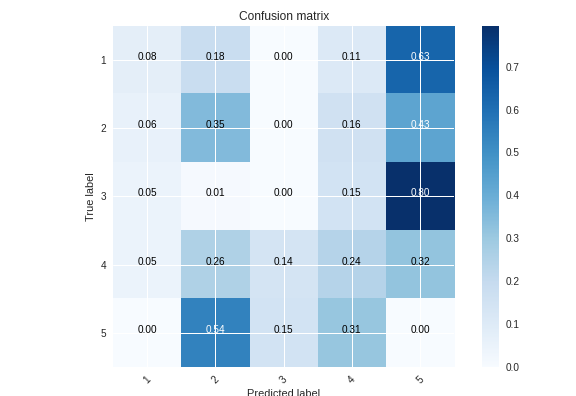 Confusion matrix
1 0.08 0.18 0.00 0.11 0.63
2 0.06 0.35 0.00 0.16 0.43
3 0.05 0.01 0.00 0.15 0.80
4 0.05 0.26 0.14 0.24 0.32
5 0.00 0.54 0.15 0.31 0.00
1 2 3 4 5
Predicted label
True label
0.7
0.6
0.5
0.4
0.3
0.2
0.1
0.0